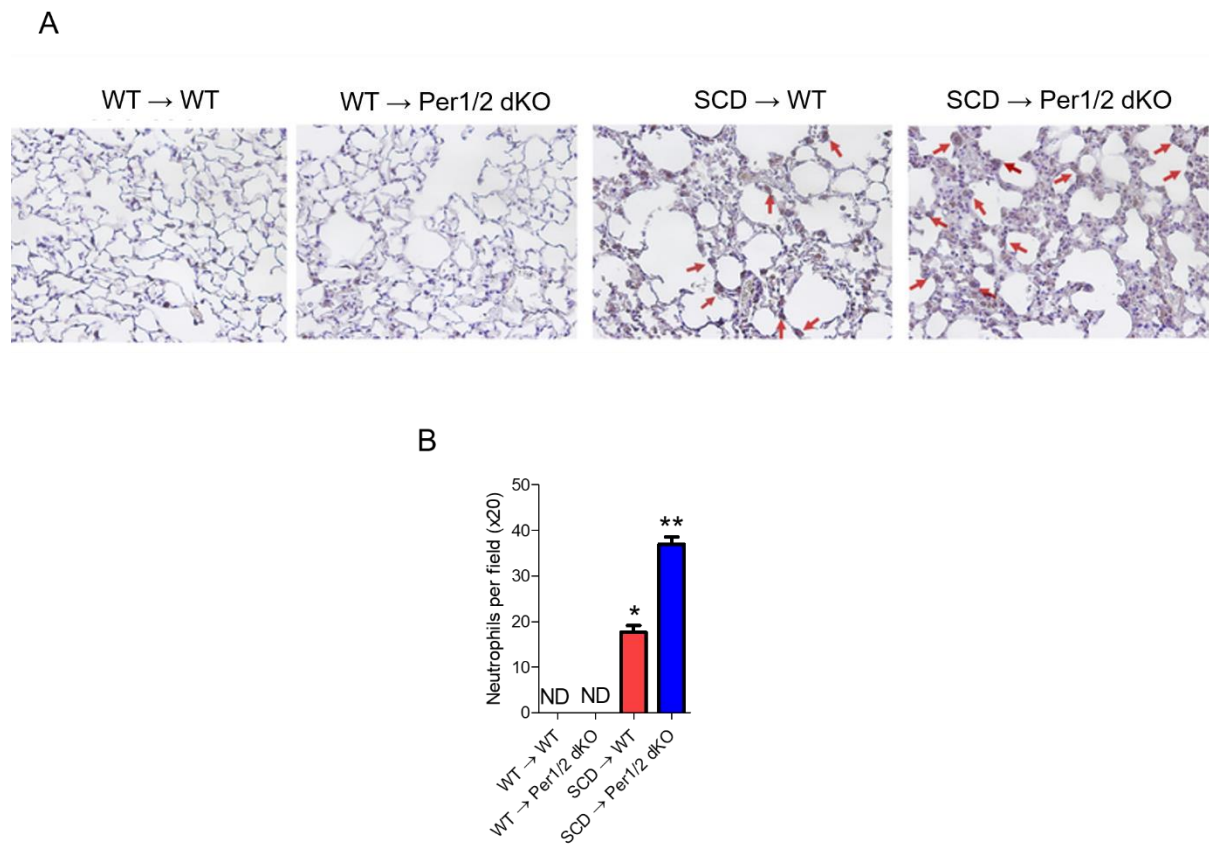 A
WT → WT
WT → Per1/2 dKO
SCD → WT
SCD → Per1/2 dKO
B
Neutrophils per field (x20)
50
40
30
20
10
0
ND
ND
*
**
WT → WT
WT → Per1/2 dKO
SCD → WT
SCD → Per1/2 dKO